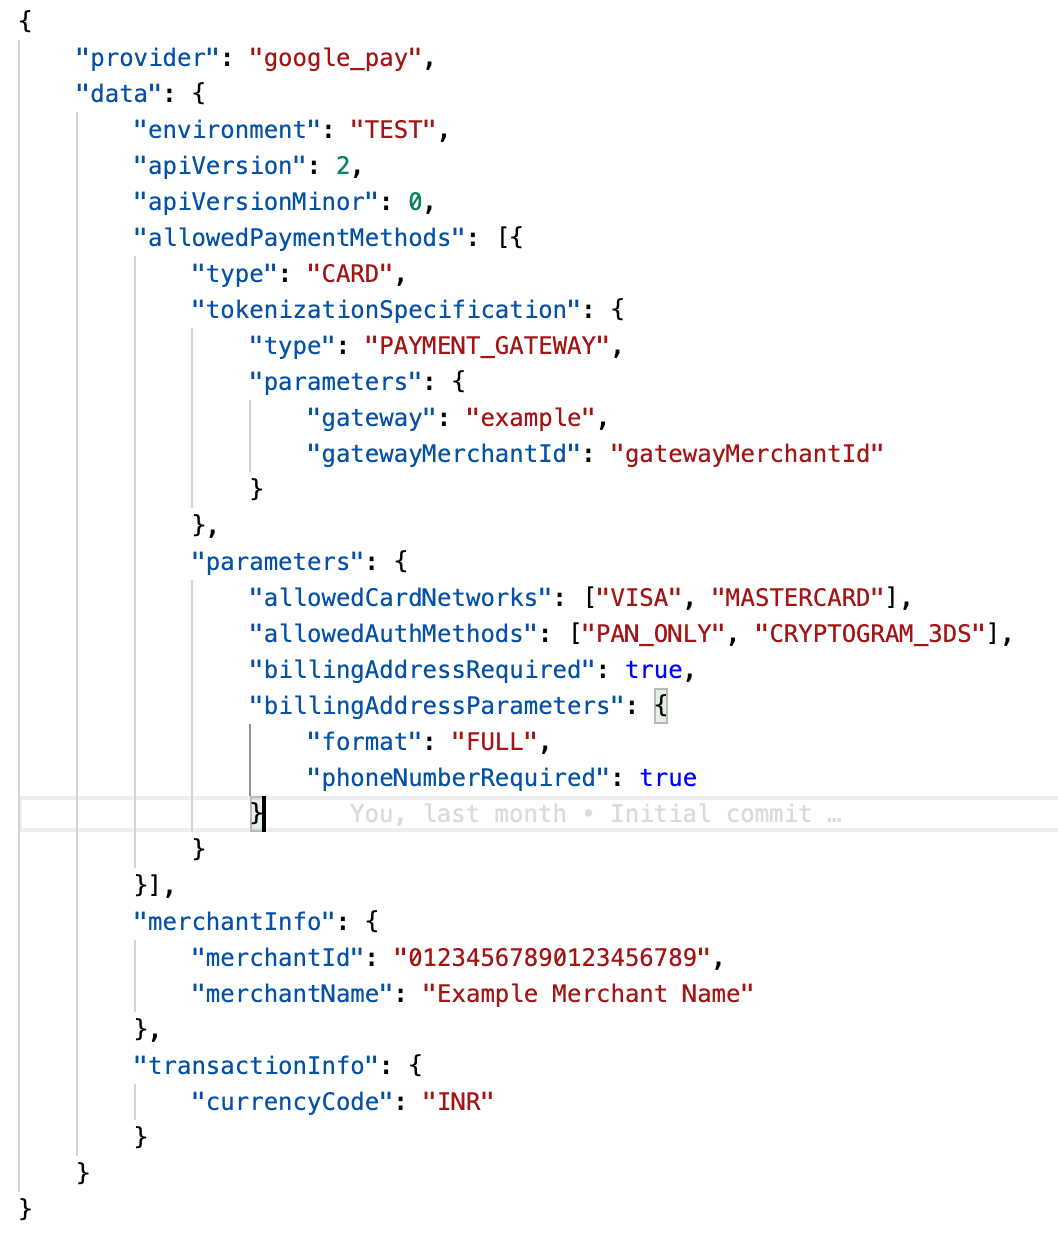 {
    "provider": "google_pay",
    "data": {
        "environment": "TEST",
        "apiVersion": 2,
        "apiVersionMinor": 0,
        "allowedPaymentMethods": [{
            "type": "CARD",
            "tokenizationSpecification": {
                "type": "PAYMENT_GATEWAY",
                "parameters": {
                    "gateway": "example",
                    "gatewayMerchantId": "gatewayMerchantId"
                }
            },
            "parameters": {
                "allowedCardNetworks": ["VISA", "MASTERCARD"],
                "allowedAuthMethods": ["PAN_ONLY", "CRYPTOGRAM_3DS"],
                "billingAddressRequired": true,
                "billingAddressParameters": {
                    "format": "FULL",
                    "phoneNumberRequired": true
                }      You, last month • Initial commit …
            }
        }],
        "merchantInfo": {
            "merchantId": "01234567890123456789",
            "merchantName": "Example Merchant Name"
        },
        "transactionInfo": {
            "currencyCode": "INR"
        }
    }
}